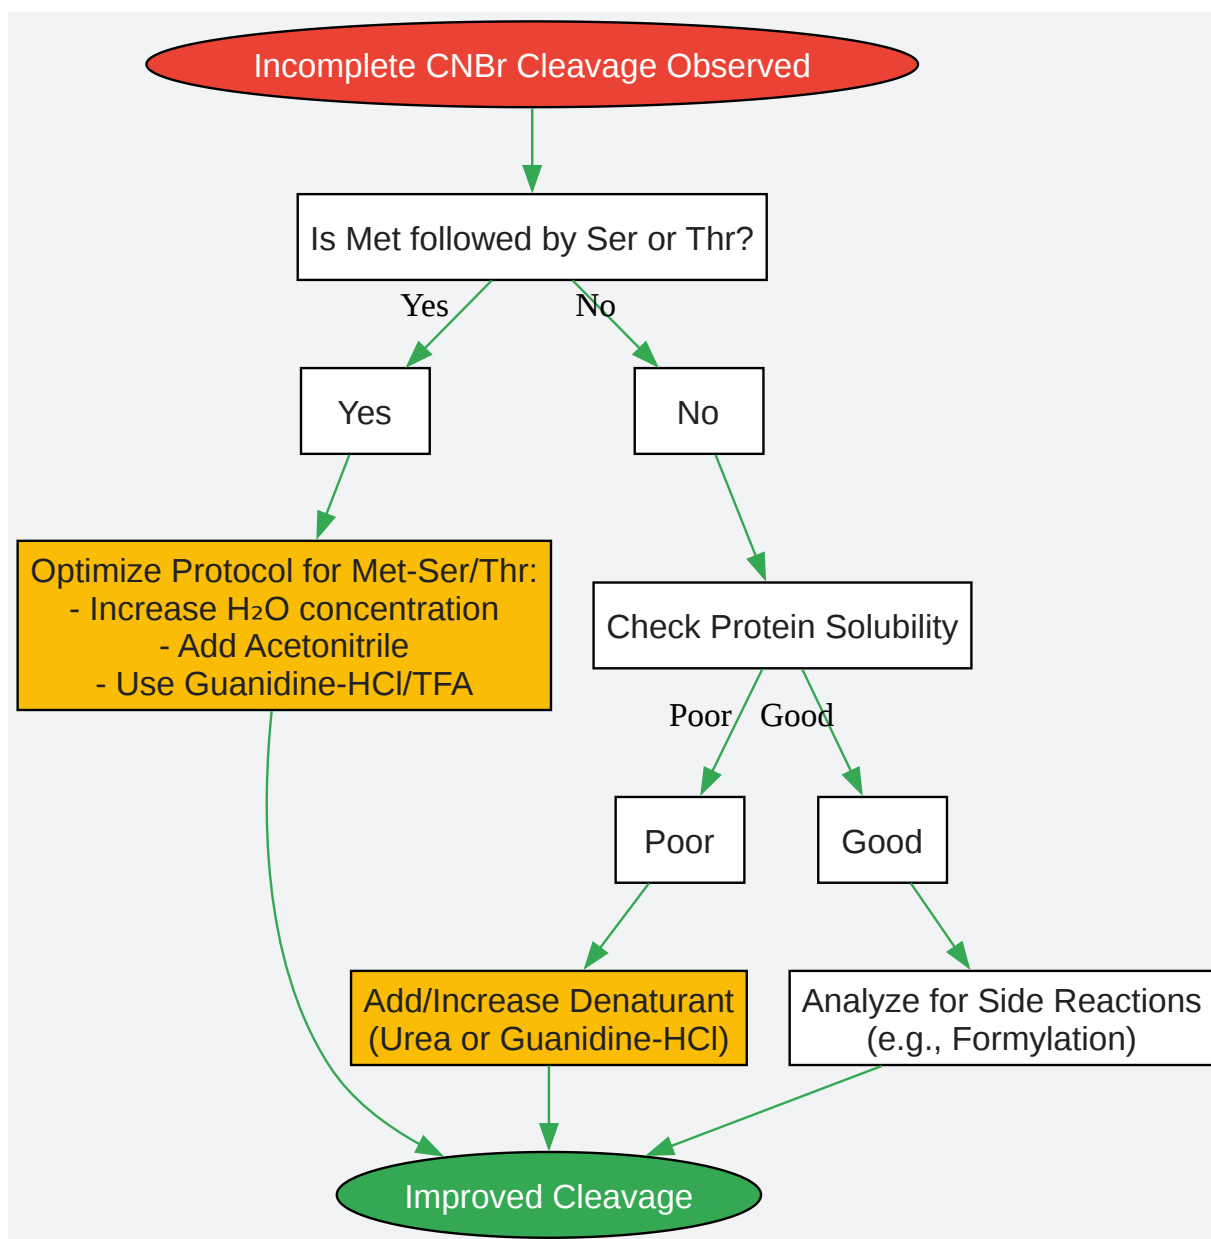 Incomplete CNBr Cleavage Observed
Is Met followed by Ser or Thr?
Yes
No
Yes
No
Optimize Protocol for Met-Ser/Thr:
- Increase H₂O concentration
- Add Acetonitrile
- Use Guanidine-HCl/TFA
Check Protein Solubility
Poor
Good
Poor
Good
Add/Increase Denaturant
(Urea or Guanidine-HCl)
Analyze for Side Reactions
(e.g., Formylation)
Improved Cleavage